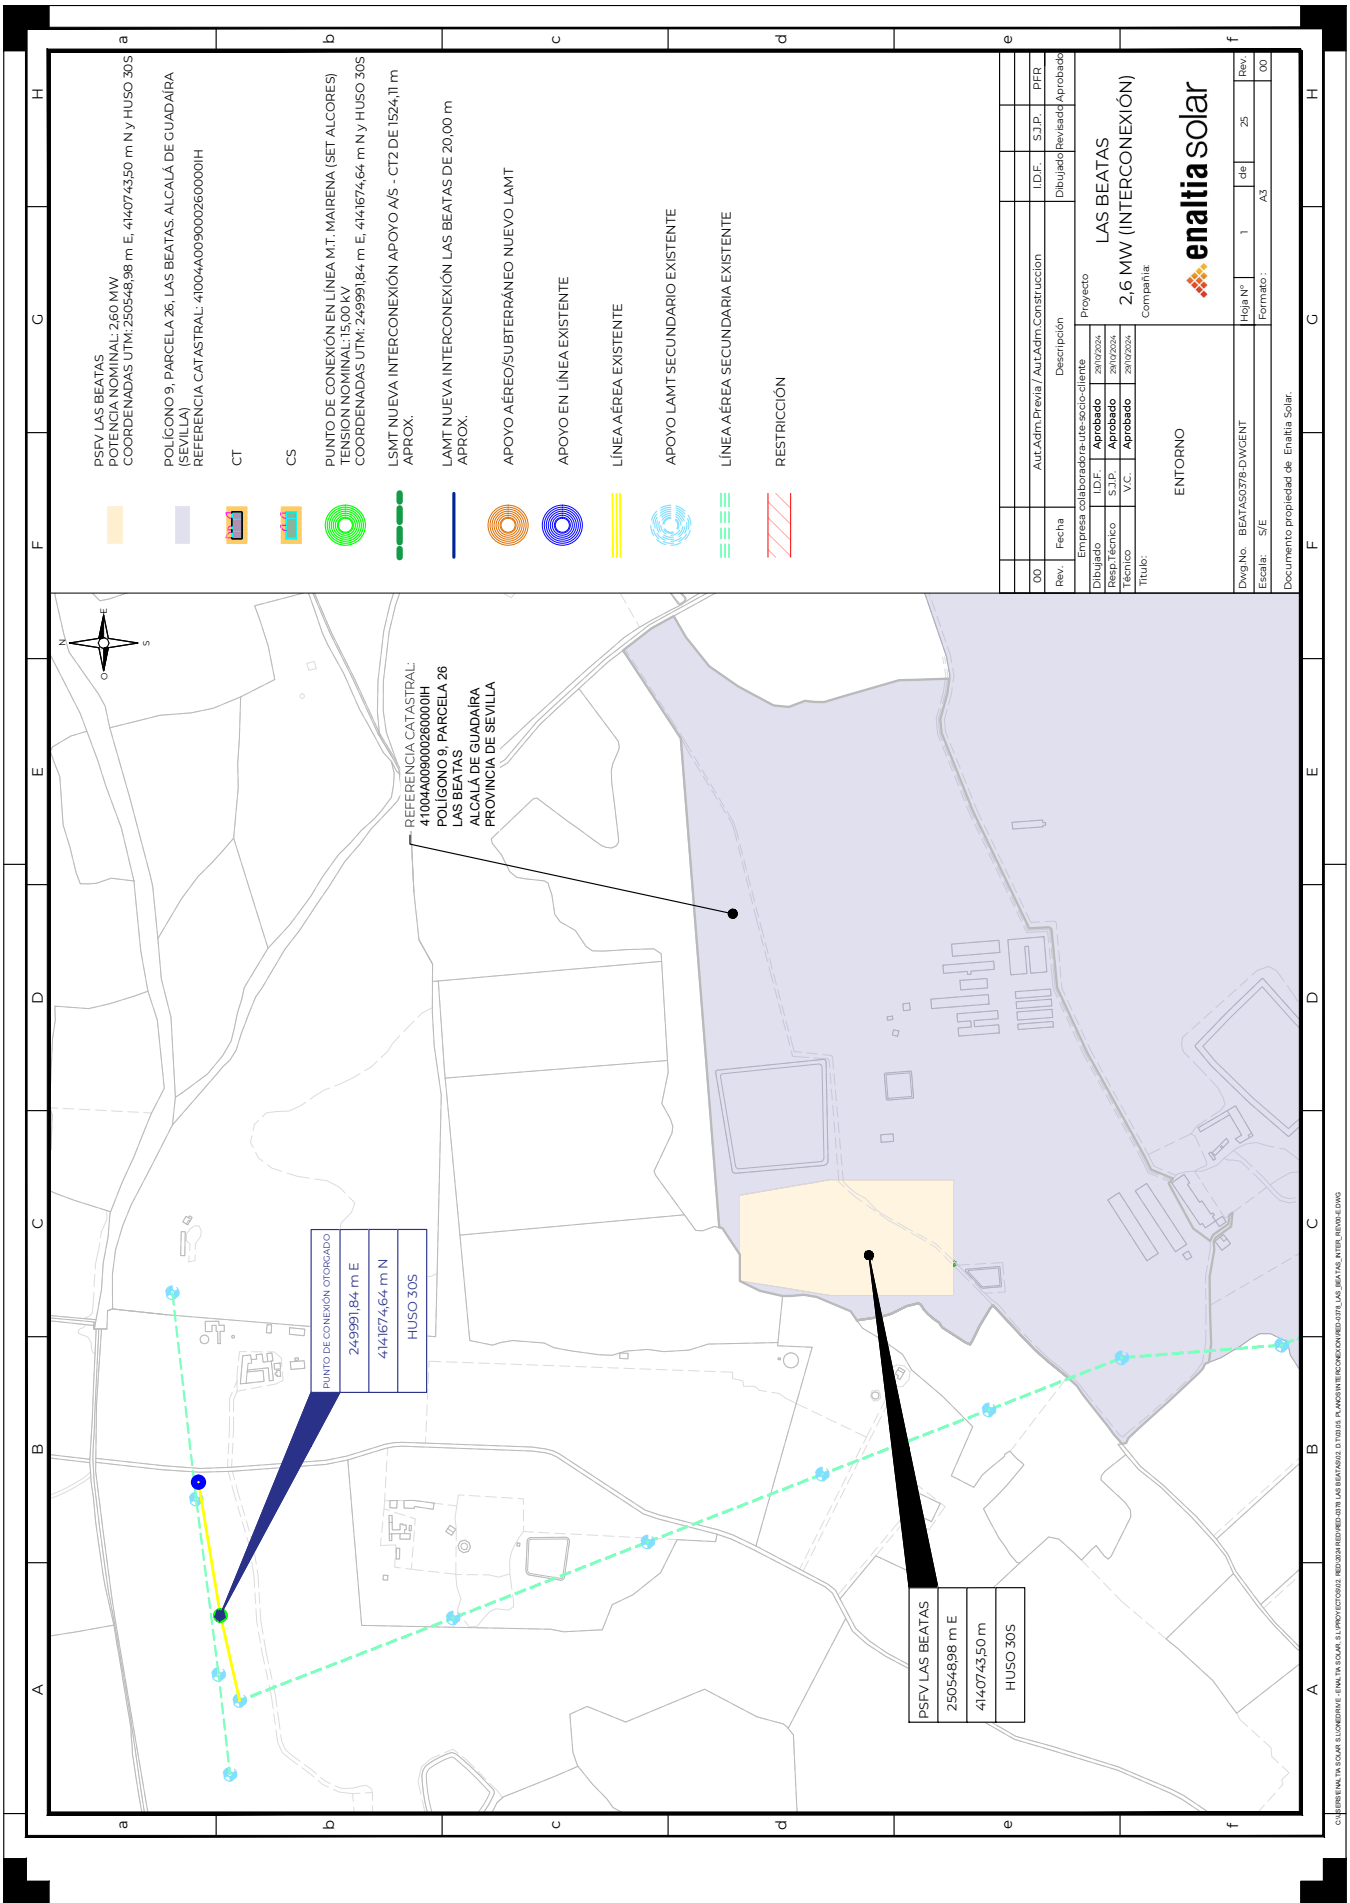 PSFV LAS BEATAS
POTENCIA NOMINAL: 2,60 MW
COORDENADAS UTM: 250548,98 m E, 4140743,50 m N y HUSO 30S
POLÍGONO 9, PARCELA 26, LAS BEATAS. ALCALÁ DE GUADAÍRA
(SEVILLA)
REFERENCIA CATASTRAL: 41004A009000260000IH
CT
CS
PUNTO DE CONEXIÓN EN LÍNEA M.T. MAIRENA (SET ALCORES)
TENSION NOMINAL: 15,00 kV
COORDENADAS UTM: 249991,84 m E, 4141674,64 m N y HUSO 30S
LSMT NUEVA INTERCONEXIÓN APOYO A/S - CT2 DE 1524,11 m
APROX.
LAMT NUEVA INTERCONEXIÓN LAS BEATAS DE 20,00 m
APROX.
APOYO AÉREO/SUBTERRÁNEO NUEVO LAMT
APOYO EN LÍNEA EXISTENTE
LÍNEA AÉREA EXISTENTE
APOYO LAMT SECUNDARIO EXISTENTE
LÍNEA AÉREA SECUNDARIA EXISTENTE
RESTRICCIÓN
N
E
S
O
REFERENCIA CATASTRAL:
41004A009000260000IH
POLÍGONO 9, PARCELA 26
LAS BEATAS
ALCALÁ DE GUADAÍRA
PROVINCIA DE SEVILLA
PUNTO DE CONEXIÓN OTORGADO
249991,84 m E
4141674,64 m N
HUSO 30S
PSFV LAS BEATAS
250548,98 m E
4140743,50 m
HUSO 30S
00
Aut.Adm.Previa / Aut.Adm.Construccion
I.D.F.
S.J.P.
PFR
Rev.
Fecha
Descripción
Dibujado
Revisado
Aprobado
Empresa colaboradora-ute-socio-cliente
Dibujado
I.D.F.
Aprobado
29/10/2024
Resp.Técnico
S.J.P.
Aprobado
29/10/2024
Técnico
V.C.
Aprobado
29/10/2024
Título:
ENTORNO
Proyecto
LAS BEATAS
2,6 MW (INTERCONEXIÓN)
Compañia:
enaltia solar
Dwg.No.
BEATAS0378-DWGENT
Hoja Nº
1
de
25
Rev.
Escala:
S/E
Formato :
A3
00
Documento propiedad de Enaltia Solar.
A
B
C
D
E
F
G
H
A
B
C
D
E
F
G
H
a
b
c
d
e
f
a
b
c
d
e
f